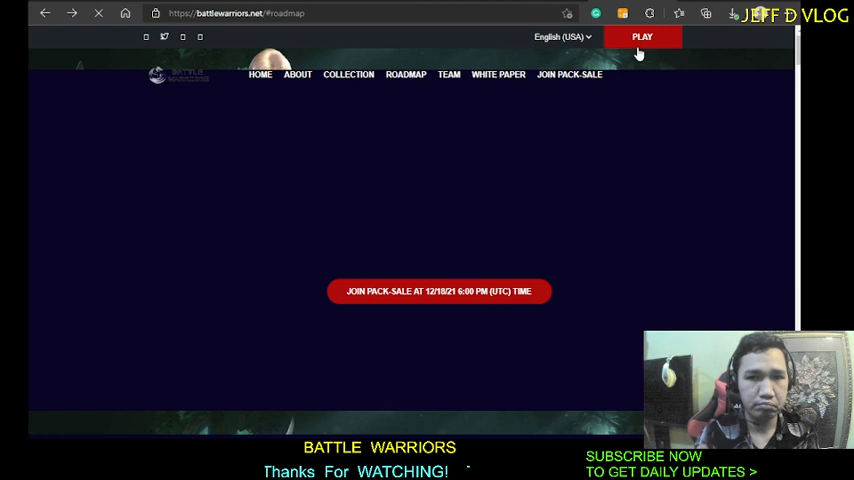 https://battlewarriors.net/#roadmap
JEFF D VLOG
English (USA)
PLAY
BATTLE
WARRIORS
HOME ABOUT COLLECTION ROADMAP TEAM WHITE PAPER JOIN PACK-SALE
JOIN PACK-SALE AT 12/18/21 6:00 PM (UTC) TIME
BATTLE WARRIORS
Thanks For WATCHING!
SUBSCRIBE NOW
TO GET DAILY UPDATES >